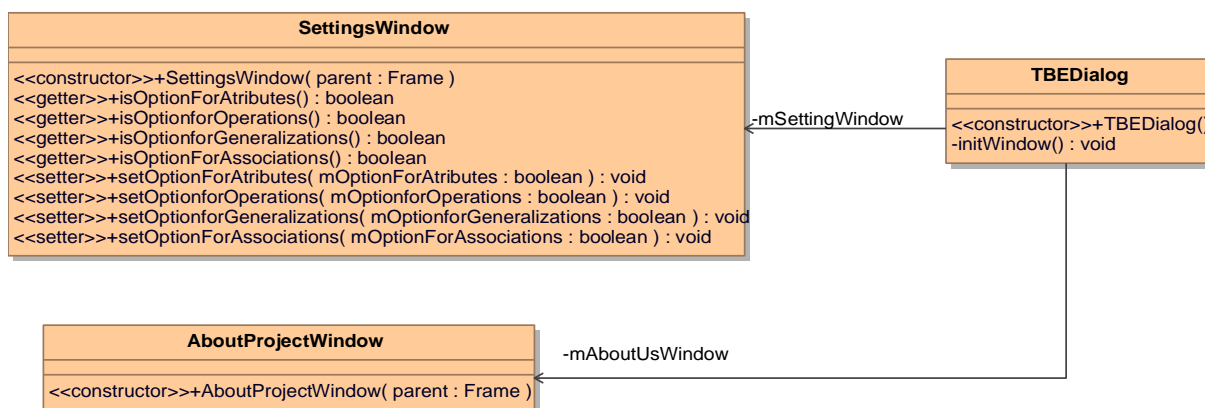 SettingsWindow
<<constructor>>+SettingsWindow( parent : Frame )
<<getter>>+isOptionForAtributes() : boolean
<<getter>>+isOptionforOperations() : boolean
<<getter>>+isOptionforGeneralizations() : boolean
<<getter>>+isOptionForAssociations() : boolean
<<setter>>+setOptionForAtributes( mOptionForAtributes : boolean ) : void
<<setter>>+setOptionforOperations( mOptionforOperations : boolean ) : void
<<setter>>+setOptionforGeneralizations( mOptionforGeneralizations : boolean ) : void
<<setter>>+setOptionForAssociations( mOptionForAssociations : boolean ) : void
-mSettingWindow
TBEDialog
<<constructor>>+TBEDialog()
-initWindow() : void
AboutProjectWindow
<<constructor>>+AboutProjectWindow( parent : Frame )
-mAboutUsWindow